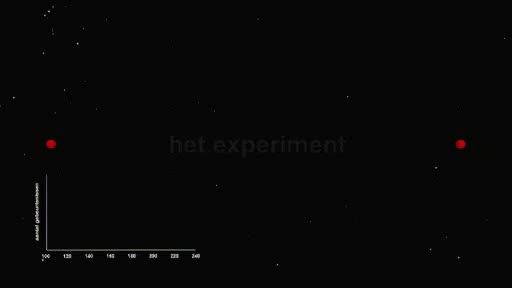 het experiment
aantal gebeurtenissen
100 120 140 160 180 200 220 240